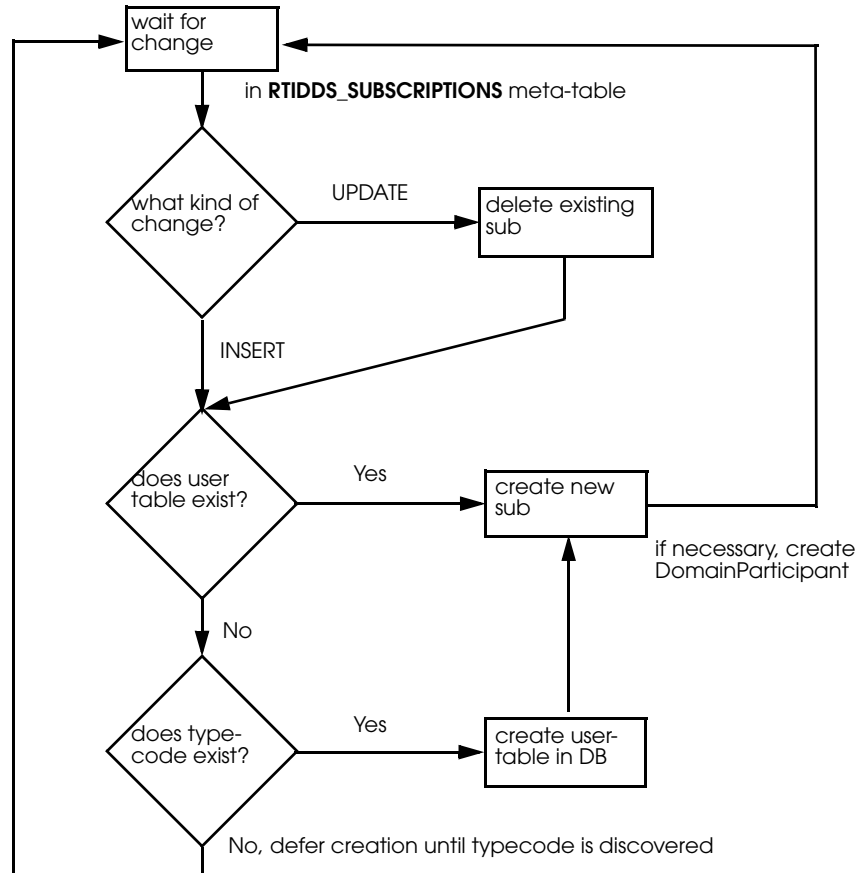 wait for
change
in RTIDDS_SUBSCRIPTIONS meta-table
what kind of
change?
UPDATE
delete existing
sub
INSERT
does user
table exist?
Yes
create new
sub
if necessary, create
DomainParticipant
No
does type-
code exist?
Yes
create user-
table in DB
No, defer creation until typecode is discovered